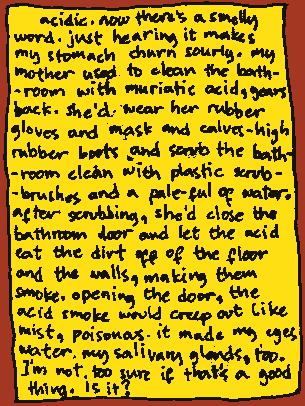 acidic. now there's a smelly
word. just hearing it makes
my stomach churn sourly. my
mother used to clean the bath-
-room with muriatic acid, years
back. she'd wear her rubber
gloves and mask and calves-high
rubber boots and scrub the bath-
-room clean with plastic scrub-
-brushes and a pale-ful of water.
after scrubbing, she'd close the
bathroom door and let the acid
eat the dirt off of the floor
and the walls, making them
smoke. opening the door, the
acid smoke would creep out like
mist, poisonous. it made my eyes
water. my salivary glands, too.
I'm not too sure if that's a good
thing. Is it?